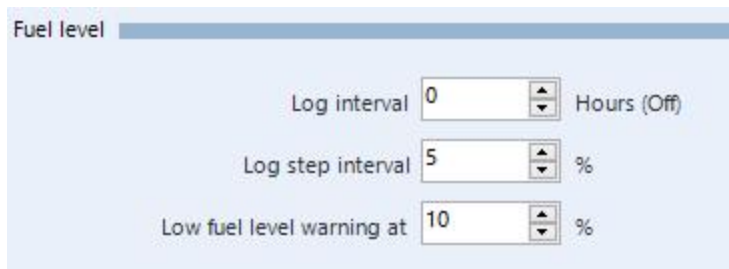 Fuel level
Log interval 0 Hours (Off)
Log step interval 5 %
Low fuel level warning at 10 %